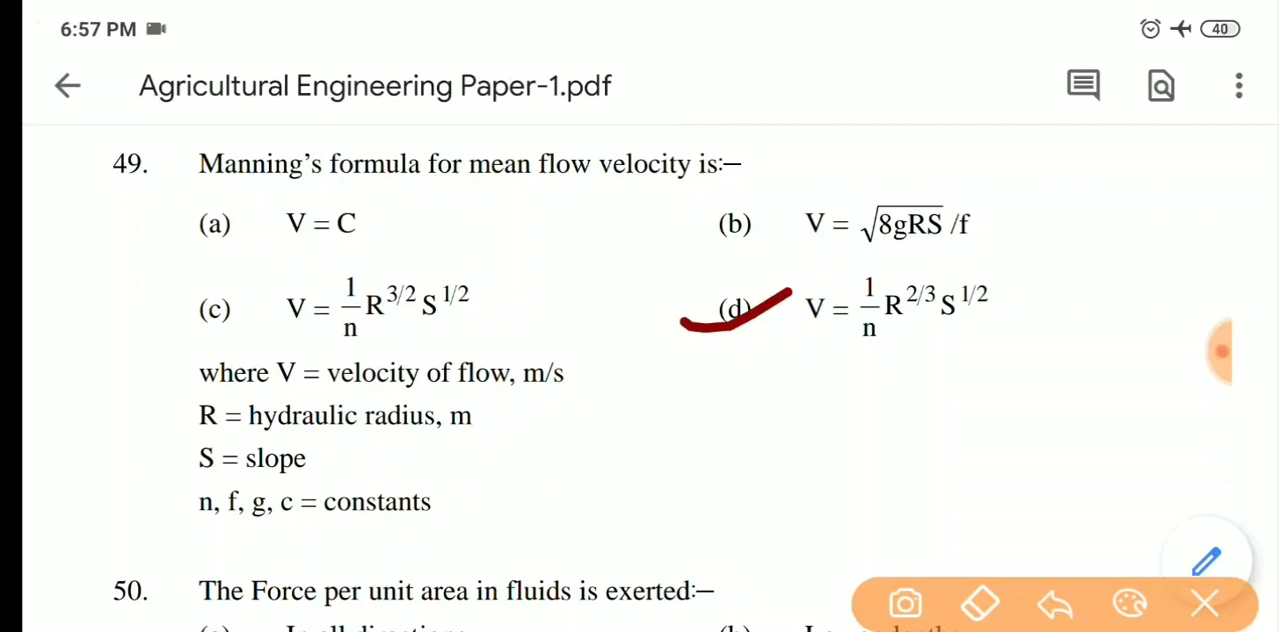 6:57 PM 40
Agricultural Engineering Paper-1.pdf
49. Manning's formula for mean flow velocity is:–
(a) V = C (b) V = √8gRS /f
(c) V = 1/n R^3/2 S^1/2 (d) V = 1/n R^2/3 S^1/2
where V = velocity of flow, m/s
R = hydraulic radius, m
S = slope
n, f, g, c = constants
50. The Force per unit area in fluids is exerted:–